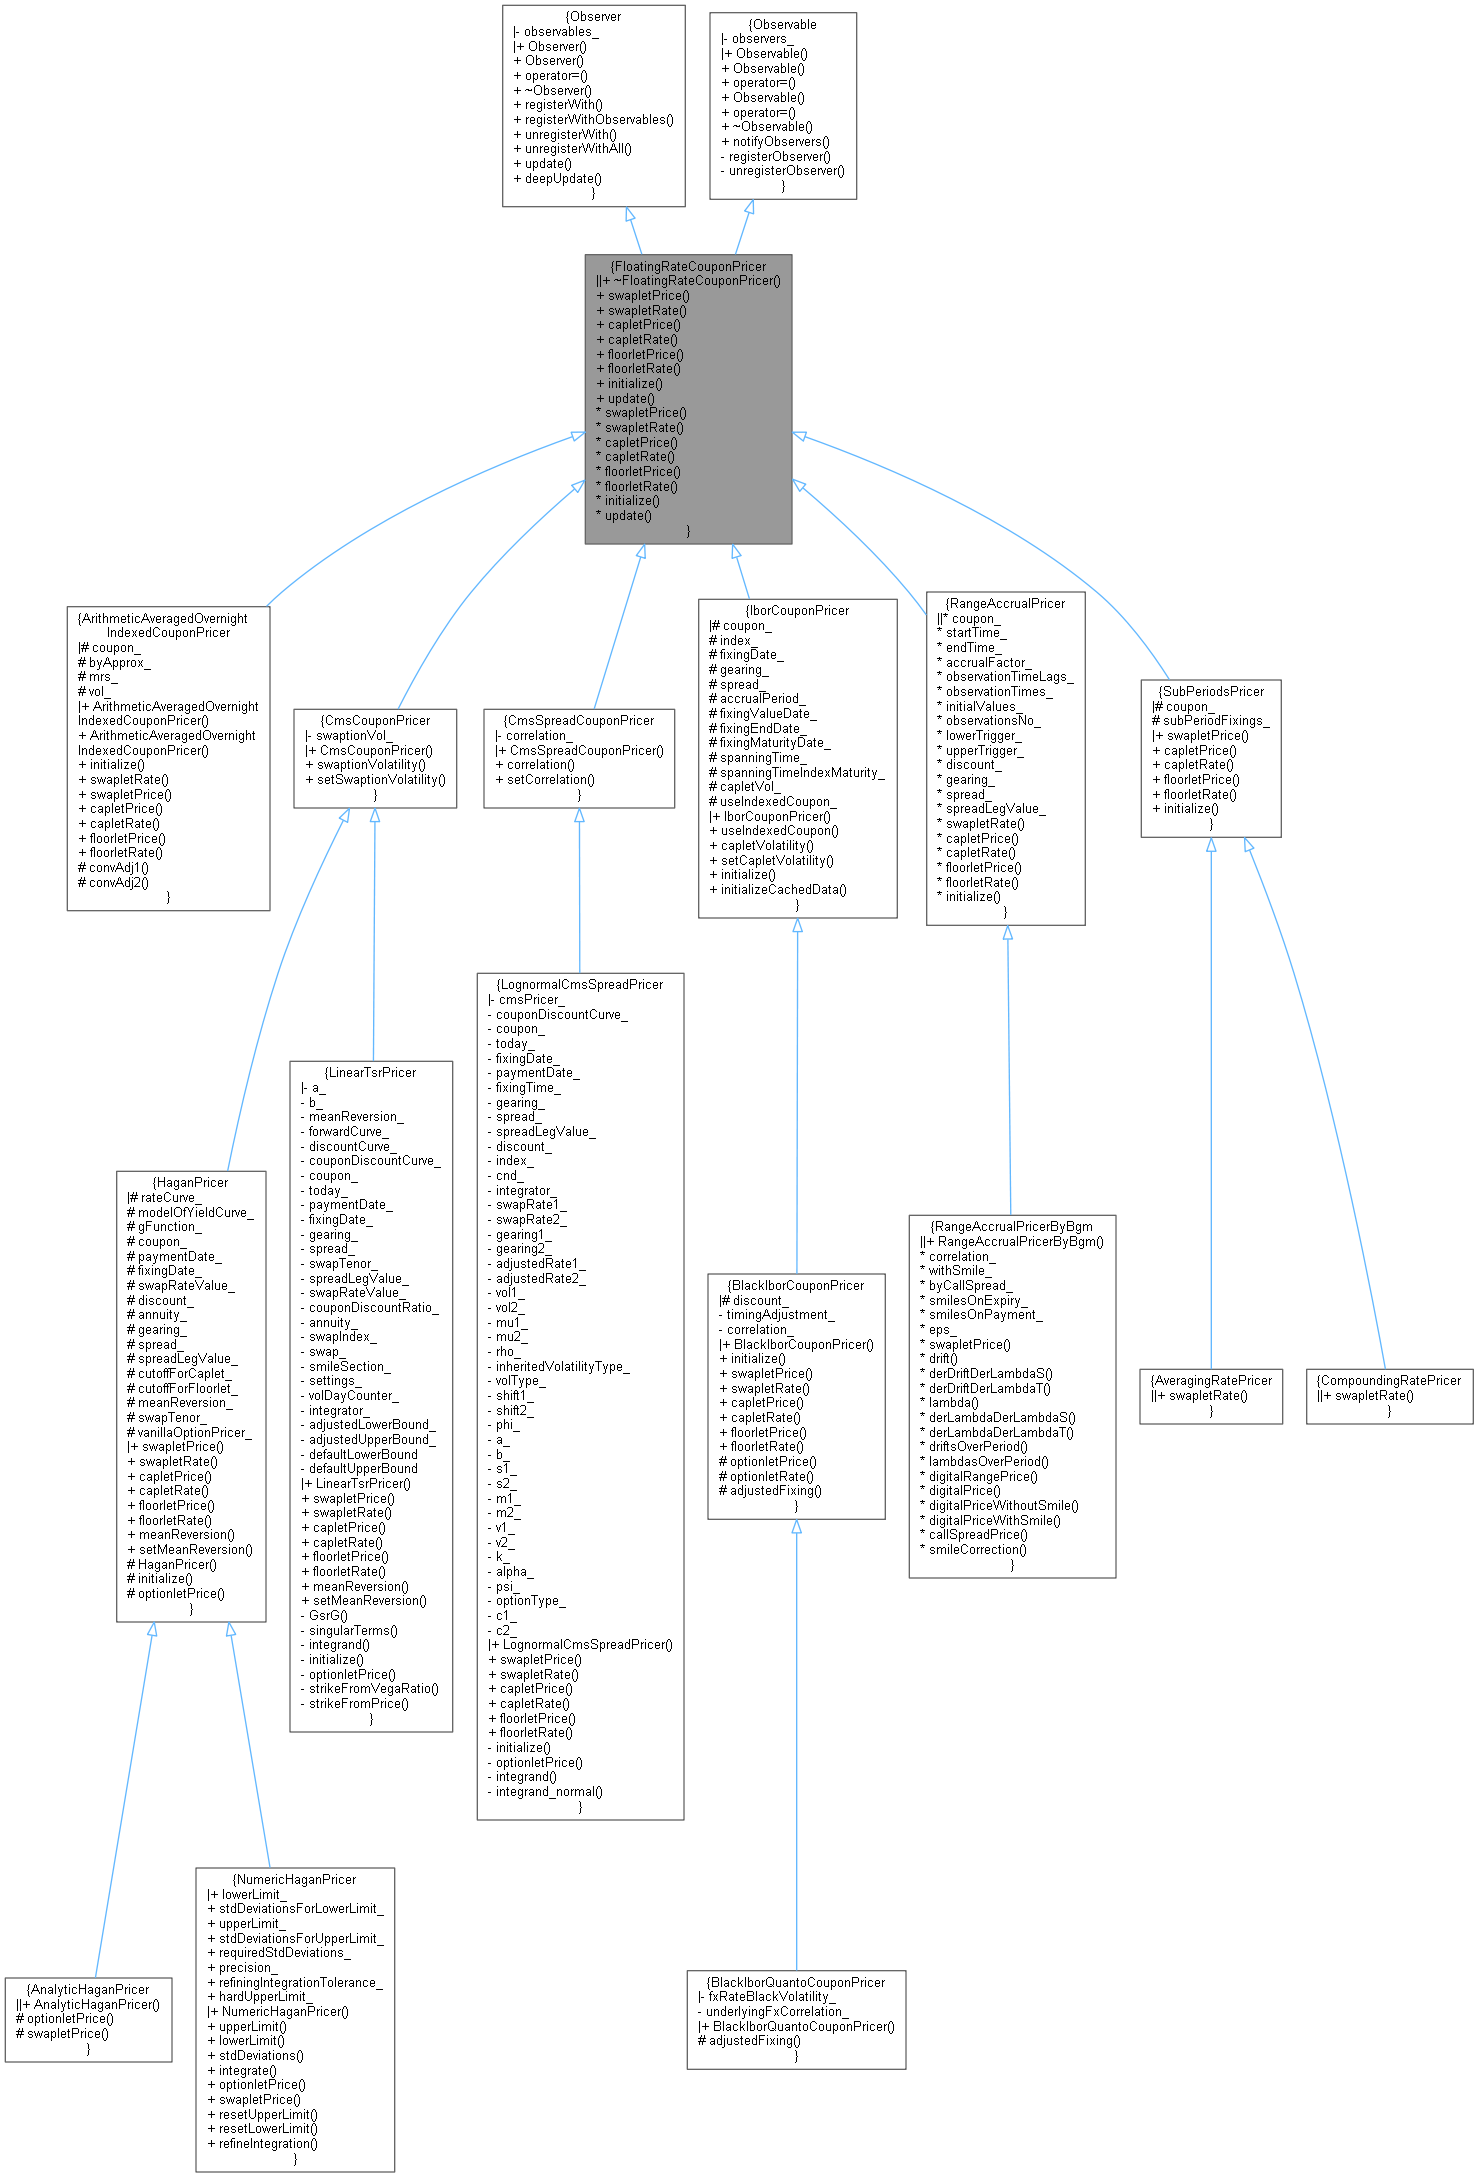 {Observer
|- observables_
|+ Observer()
+ Observer()
+ operator=()
+ ~Observer()
+ registerWith()
+ registerWithObservables()
+ unregisterWith()
+ unregisterWithAll()
+ update()
+ deepUpdate()
}
{Observable
|- observers_
|+ Observable()
+ Observable()
+ operator=()
+ Observable()
+ operator=()
+ ~Observable()
+ notifyObservers()
- registerObserver()
- unregisterObserver()
}
{FloatingRateCouponPricer
||+ ~FloatingRateCouponPricer()
+ swapletPrice()
+ swapletRate()
+ capletPrice()
+ capletRate()
+ floorletPrice()
+ floorletRate()
+ initialize()
+ update()
* swapletPrice()
* swapletRate()
* capletPrice()
* capletRate()
* floorletPrice()
* floorletRate()
* initialize()
* update()
}
{ArithmeticAveragedOvernight
IndexedCouponPricer
|# coupon_
# byApprox_
# mrs_
# vol_
|+ ArithmeticAveragedOvernight
IndexedCouponPricer()
+ ArithmeticAveragedOvernight
IndexedCouponPricer()
+ initialize()
+ swapletRate()
+ swapletPrice()
+ capletPrice()
+ capletRate()
+ floorletPrice()
+ floorletRate()
# convAdj1()
# convAdj2()
}
{CmsCouponPricer
|- swaptionVol_
|+ CmsCouponPricer()
+ swaptionVolatility()
+ setSwaptionVolatility()
}
{CmsSpreadCouponPricer
|- correlation_
|+ CmsSpreadCouponPricer()
+ correlation()
+ setCorrelation()
}
{IborCouponPricer
|# coupon_
# index_
# fixingDate_
# gearing_
# spread_
# accrualPeriod_
# fixingValueDate_
# fixingEndDate_
# fixingMaturityDate_
# spanningTime_
# spanningTimeIndexMaturity_
# capletVol_
# useIndexedCoupon_
|+ IborCouponPricer()
+ useIndexedCoupon()
+ capletVolatility()
+ setCapletVolatility()
+ initialize()
+ initializeCachedData()
}
{RangeAccrualPricer
||* coupon_
* startTime_
* endTime_
* accrualFactor_
* observationTimeLags_
* observationTimes_
* initialValues_
* observationsNo_
* lowerTrigger_
* upperTrigger_
* discount_
* gearing_
* spread_
* spreadLegValue_
* swapletRate()
* capletPrice()
* capletRate()
* floorletPrice()
* floorletRate()
* initialize()
}
{SubPeriodsPricer
|# coupon_
# subPeriodFixings_
|+ swapletPrice()
+ capletPrice()
+ capletRate()
+ floorletPrice()
+ floorletRate()
+ initialize()
}
{HaganPricer
|# rateCurve_
# modelOfYieldCurve_
# gFunction_
# coupon_
# paymentDate_
# fixingDate_
# swapRateValue_
# discount_
# annuity_
# gearing_
# spread_
# spreadLegValue_
# cutoffForCaplet_
# cutoffForFloorlet_
# meanReversion_
# swapTenor_
# vanillaOptionPricer_
|+ swapletPrice()
+ swapletRate()
+ capletPrice()
+ capletRate()
+ floorletPrice()
+ floorletRate()
+ meanReversion()
+ setMeanReversion()
# HaganPricer()
# initialize()
# optionletPrice()
}
{LinearTsrPricer
|- a_
- b_
- meanReversion_
- forwardCurve_
- discountCurve_
- couponDiscountCurve_
- coupon_
- today_
- paymentDate_
- fixingDate_
- gearing_
- spread_
- swapTenor_
- spreadLegValue_
- swapRateValue_
- couponDiscountRatio_
- annuity_
- swapIndex_
- swap_
- smileSection_
- settings_
- volDayCounter_
- integrator_
- adjustedLowerBound_
- adjustedUpperBound_
- defaultLowerBound
- defaultUpperBound
|+ LinearTsrPricer()
+ swapletPrice()
+ swapletRate()
+ capletPrice()
+ capletRate()
+ floorletPrice()
+ floorletRate()
+ meanReversion()
+ setMeanReversion()
- GsrG()
- singularTerms()
- integrand()
- initialize()
- optionletPrice()
- strikeFromVegaRatio()
- strikeFromPrice()
}
{LognormalCmsSpreadPricer
|- cmsPricer_
- couponDiscountCurve_
- coupon_
- today_
- fixingDate_
- paymentDate_
- fixingTime_
- gearing_
- spread_
- spreadLegValue_
- discount_
- index_
- cnd_
- integrator_
- swapRate1_
- swapRate2_
- gearing1_
- gearing2_
- adjustedRate1_
- adjustedRate2_
- vol1_
- vol2_
- mu1_
- mu2_
- rho_
- inheritedVolatilityType_
- volType_
- shift1_
- shift2_
- phi_
- a_
- b_
- s1_
- s2_
- m1_
- m2_
- v1_
- v2_
- k_
- alpha_
- psi_
- optionType_
- c1_
- c2_
|+ LognormalCmsSpreadPricer()
+ swapletPrice()
+ swapletRate()
+ capletPrice()
+ capletRate()
+ floorletPrice()
+ floorletRate()
- initialize()
- optionletPrice()
- integrand()
- integrand_normal()
}
{BlackIborCouponPricer
|# discount_
- timingAdjustment_
- correlation_
|+ BlackIborCouponPricer()
+ initialize()
+ swapletPrice()
+ swapletRate()
+ capletPrice()
+ capletRate()
+ floorletPrice()
+ floorletRate()
# optionletPrice()
# optionletRate()
# adjustedFixing()
}
{RangeAccrualPricerByBgm
||+ RangeAccrualPricerByBgm()
* correlation_
* withSmile_
* byCallSpread_
* smilesOnExpiry_
* smilesOnPayment_
* eps_
* swapletPrice()
* drift()
* derDriftDerLambdaS()
* derDriftDerLambdaT()
* lambda()
* derLambdaDerLambdaS()
* derLambdaDerLambdaT()
* driftsOverPeriod()
* lambdasOverPeriod()
* digitalRangePrice()
* digitalPrice()
* digitalPriceWithoutSmile()
* digitalPriceWithSmile()
* callSpreadPrice()
* smileCorrection()
}
{AveragingRatePricer
||+ swapletRate()
}
{CompoundingRatePricer
||+ swapletRate()
}
{AnalyticHaganPricer
||+ AnalyticHaganPricer()
# optionletPrice()
# swapletPrice()
}
{NumericHaganPricer
|+ lowerLimit_
+ stdDeviationsForLowerLimit_
+ upperLimit_
+ stdDeviationsForUpperLimit_
+ requiredStdDeviations_
+ precision_
+ refiningIntegrationTolerance_
+ hardUpperLimit_
|+ NumericHaganPricer()
+ upperLimit()
+ lowerLimit()
+ stdDeviations()
+ integrate()
+ optionletPrice()
+ swapletPrice()
+ resetUpperLimit()
+ resetLowerLimit()
+ refineIntegration()
}
{BlackIborQuantoCouponPricer
|- fxRateBlackVolatility_
- underlyingFxCorrelation_
|+ BlackIborQuantoCouponPricer()
# adjustedFixing()
}